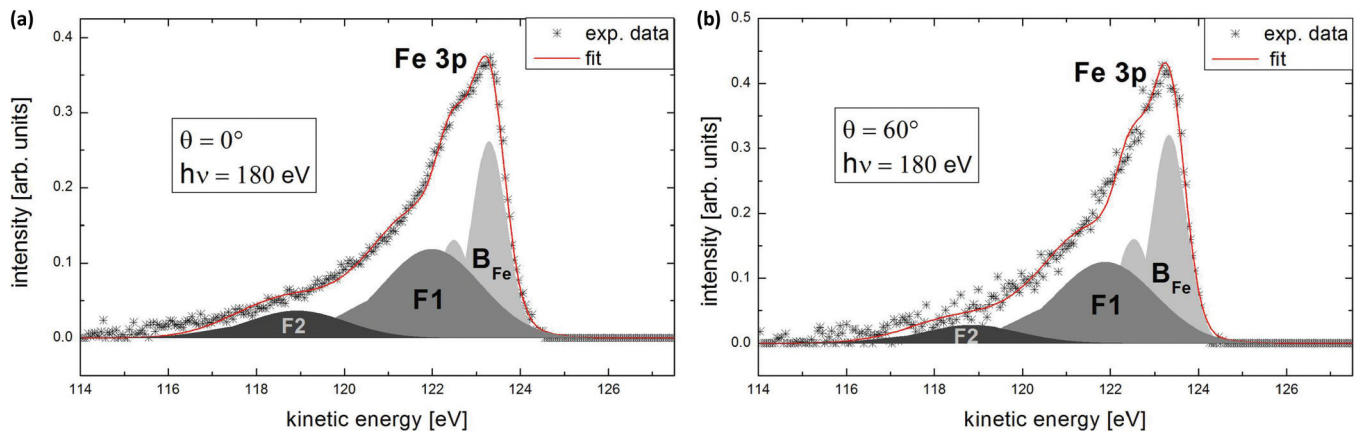 (a)
0.4
0.3
0.2
0.1
0.0
intensity [arb. units]
Fe 3p
exp. data
fit
θ = 0°
hν = 180 eV
B_Fe
F1
F2
114 116 118 120 122 124 126
kinetic energy [eV]
(b)
0.5
0.4
0.3
0.2
0.1
0.0
intensity [arb. units]
Fe 3p
exp. data
fit
θ = 60°
hν = 180 eV
B_Fe
F1
F2
114 116 118 120 122 124 126
kinetic energy [eV]